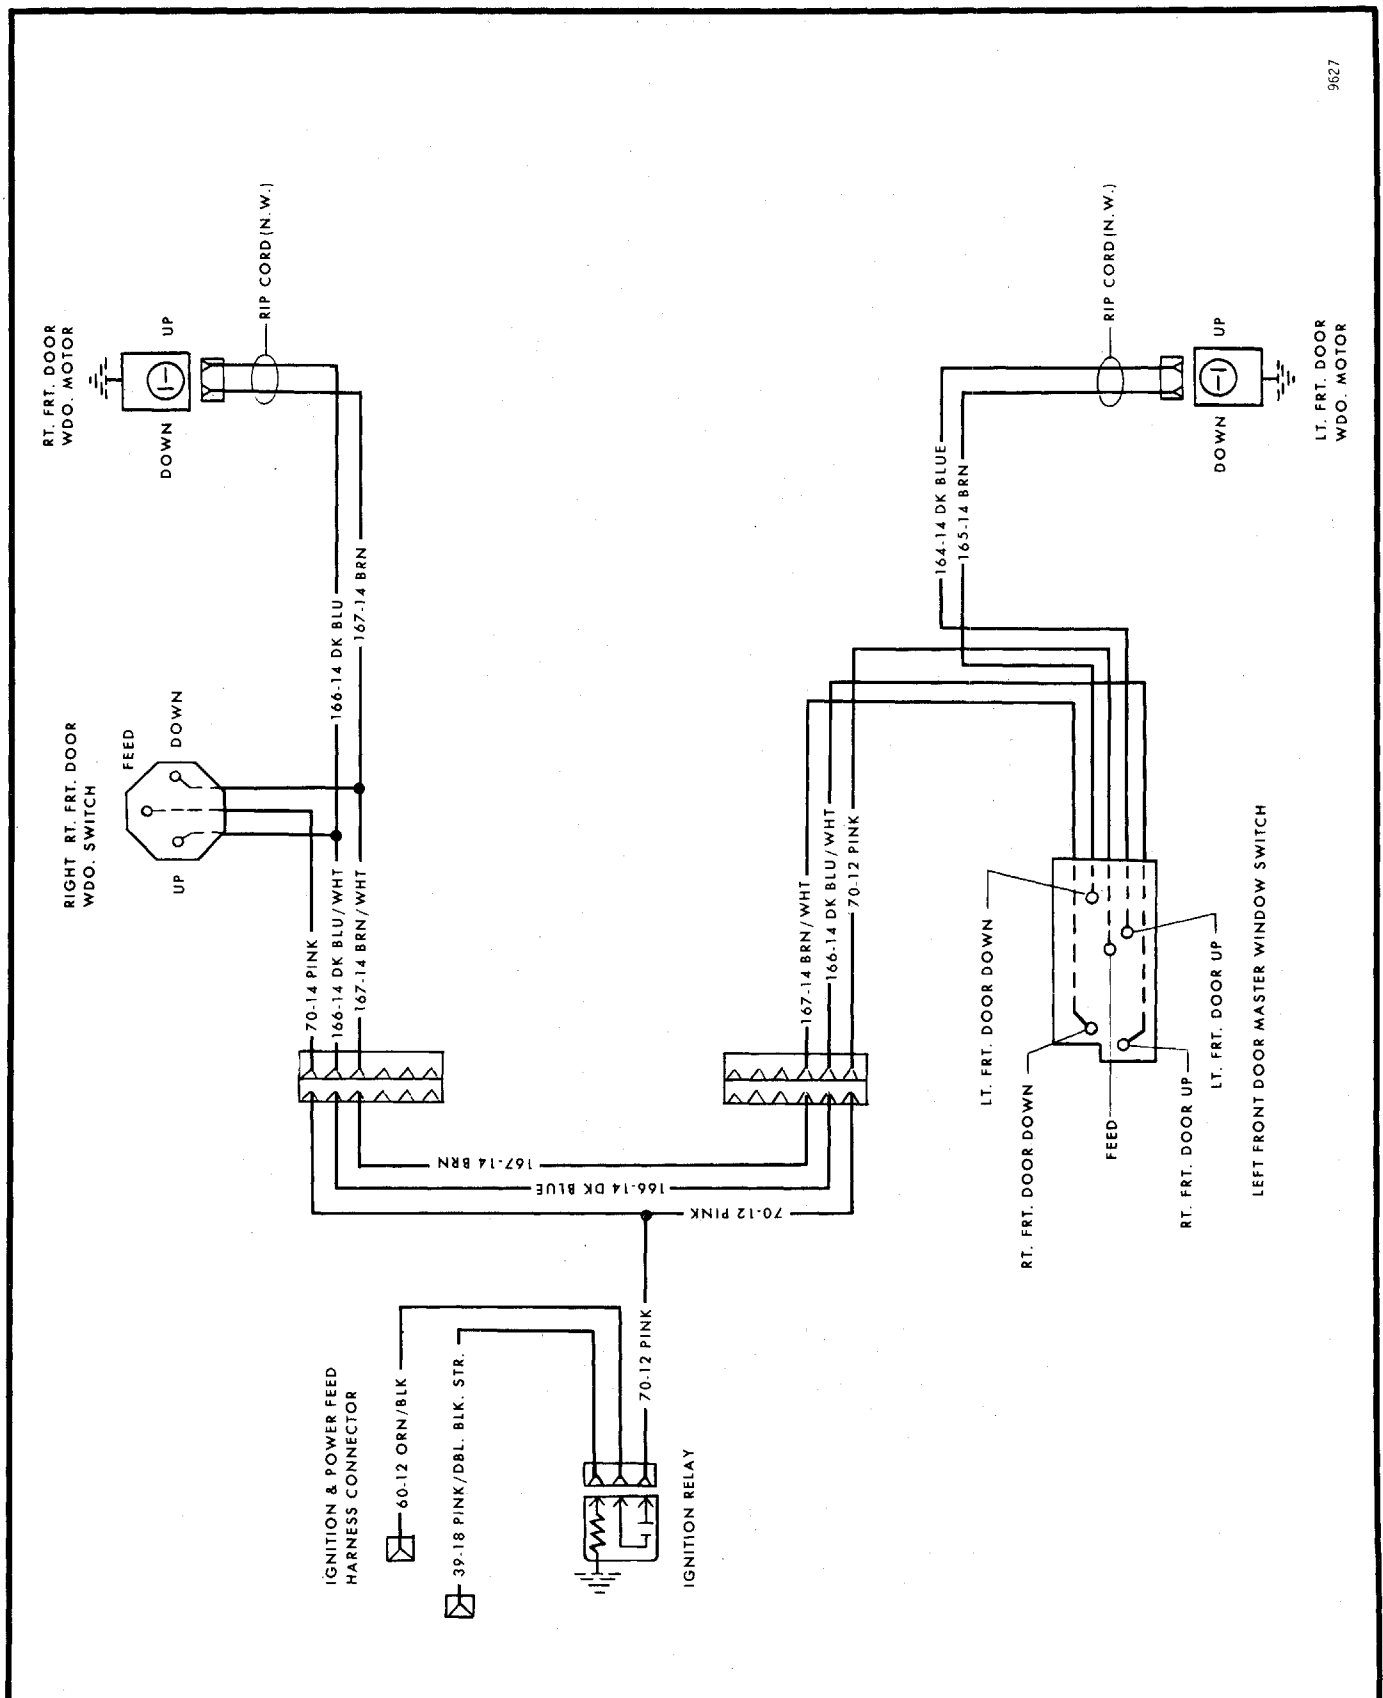 9627
RT. FRT. DOOR
WDO. MOTOR
UP
DOWN
RIP CORD (N.W.)
RIGHT RT. FRT. DOOR
WDO. SWITCH
FEED
DOWN
UP
166-14 DK BLU
167-14 BRN
70-14 PINK
166-14 DK BLU/WHT
167-14 BRN/WHT
RIP CORD (N.W.)
UP
DOWN
LT. FRT. DOOR
WDO. MOTOR
164-14 DK BLUE
165-14 BRN
167-14 BRN/WHT
166-14 DK BLU/WHT
70-12 PINK
LT. FRT. DOOR DOWN
RT. FRT. DOOR DOWN
FEED
RT. FRT. DOOR UP
LT. FRT. DOOR UP
LEFT FRONT DOOR MASTER WINDOW SWITCH
167-14 BRN
166-14 DK BLUE
70-12 PINK
IGNITION & POWER FEED
HARNESS CONNECTOR
60-12 ORN/BLK
39-18 PINK/DBL. BLK. STR.
70-12 PINK
IGNITION RELAY